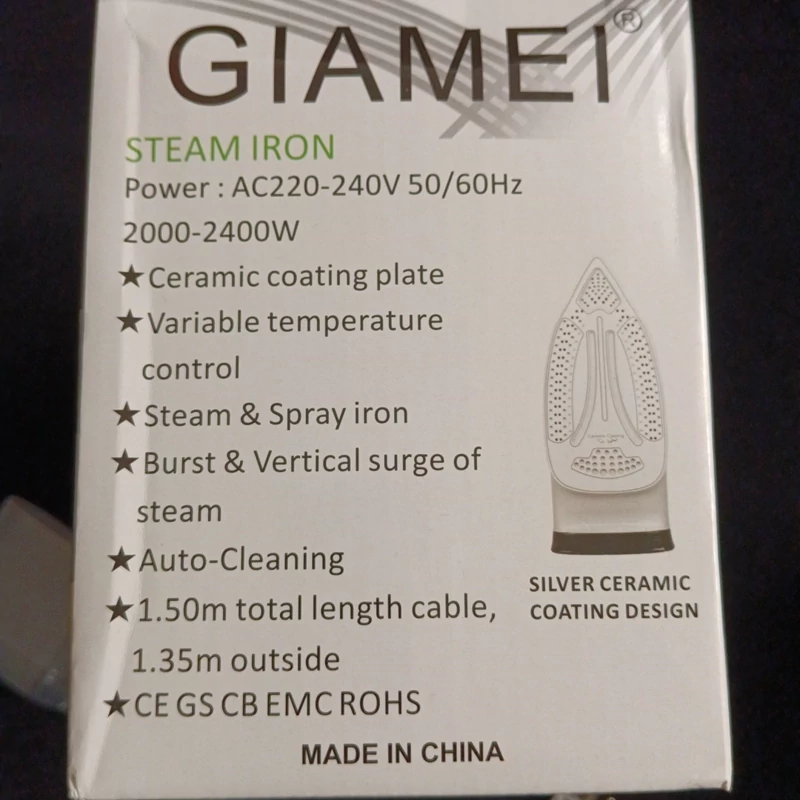 GIAMEI®
STEAM IRON
Power : AC220-240V 50/60Hz
2000-2400W
★Ceramic coating plate
★Variable temperature
control
★Steam & Spray iron
★Burst & Vertical surge of
steam
★Auto-Cleaning
★1.50m total length cable,
1.35m outside
★CE GS CB EMC ROHS
Ceramic Coating
SILVER CERAMIC
COATING DESIGN
MADE IN CHINA